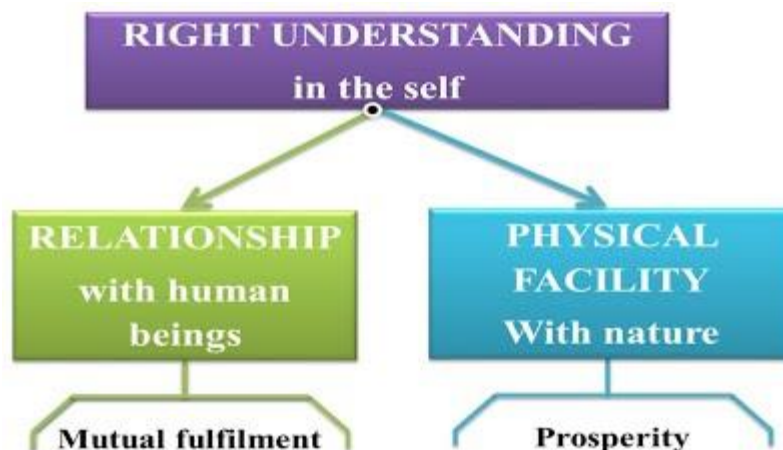 RIGHT UNDERSTANDING
in the self
RELATIONSHIP
with human
beings
PHYSICAL
FACILITY
With nature
Mutual fulfilment
Prosperity